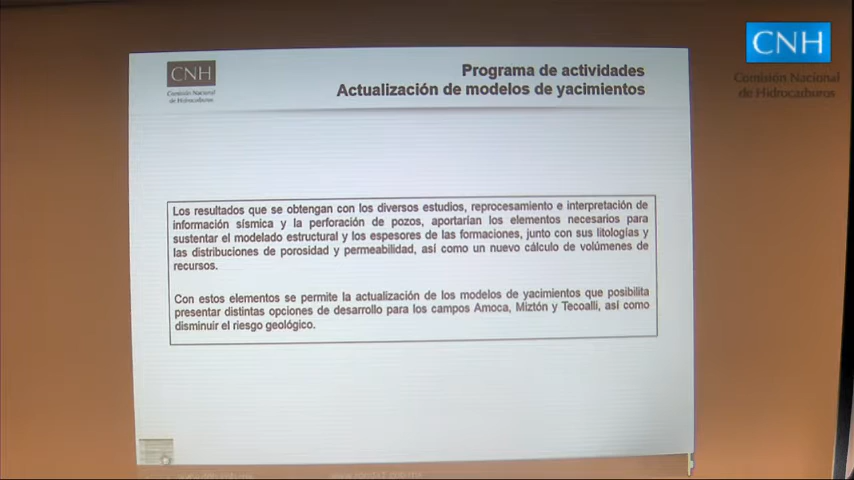 CNH
Comisión Nacional
de Hidrocarburos
CNH
Comisión Nacional
de Hidrocarburos
Programa de actividades
Actualización de modelos de yacimientos
Los resultados que se obtengan con los diversos estudios, reprocesamiento e interpretación de
información sísmica y la perforación de pozos, aportarían los elementos necesarios para
sustentar el modelado estructural y los espesores de las formaciones, junto con sus litologías y
las distribuciones de porosidad y permeabilidad, así como un nuevo cálculo de volúmenes de
recursos.
Con estos elementos se permite la actualización de los modelos de yacimientos que posibilita
presentar distintas opciones de desarrollo para los campos Amoca, Miztón y Tecoalli, así como
disminuir el riesgo geológico.